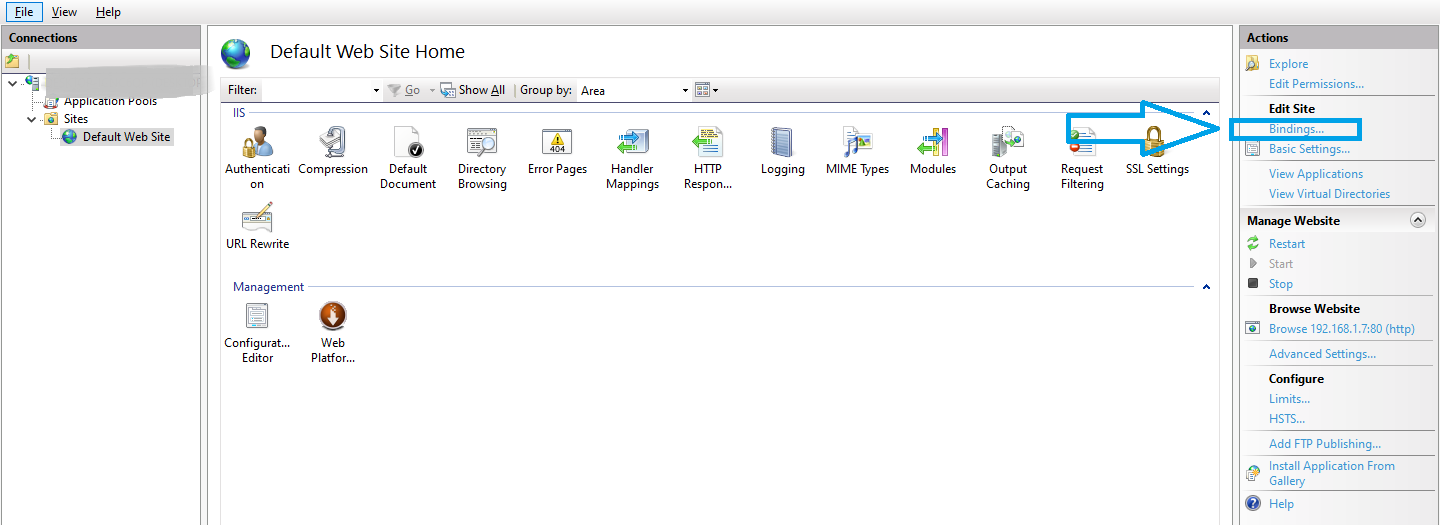 File View Help
Connections
Application Pools
Sites
Default Web Site
Default Web Site Home
Filter: Go Show All Group by: Area
IIS
Authenticati
on
Compression
Default
Document
Directory
Browsing
Error Pages
404
Handler
Mappings
HTTP
Respon...
Logging
MIME Types
Modules
Output
Caching
Request
Filtering
SSL Settings
URL Rewrite
Management
Configurat...
Editor
Web
Platfor...
Actions
Explore
Edit Permissions...
Edit Site
Bindings...
Basic Settings...
View Applications
View Virtual Directories
Manage Website
Restart
Start
Stop
Browse Website
Browse 192.168.1.7:80 (http)
Advanced Settings...
Configure
Limits...
HSTS...
Add FTP Publishing...
Install Application From
Gallery
Help